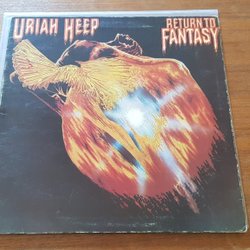 URIAH HEEP
RETURN TO
FANTASY